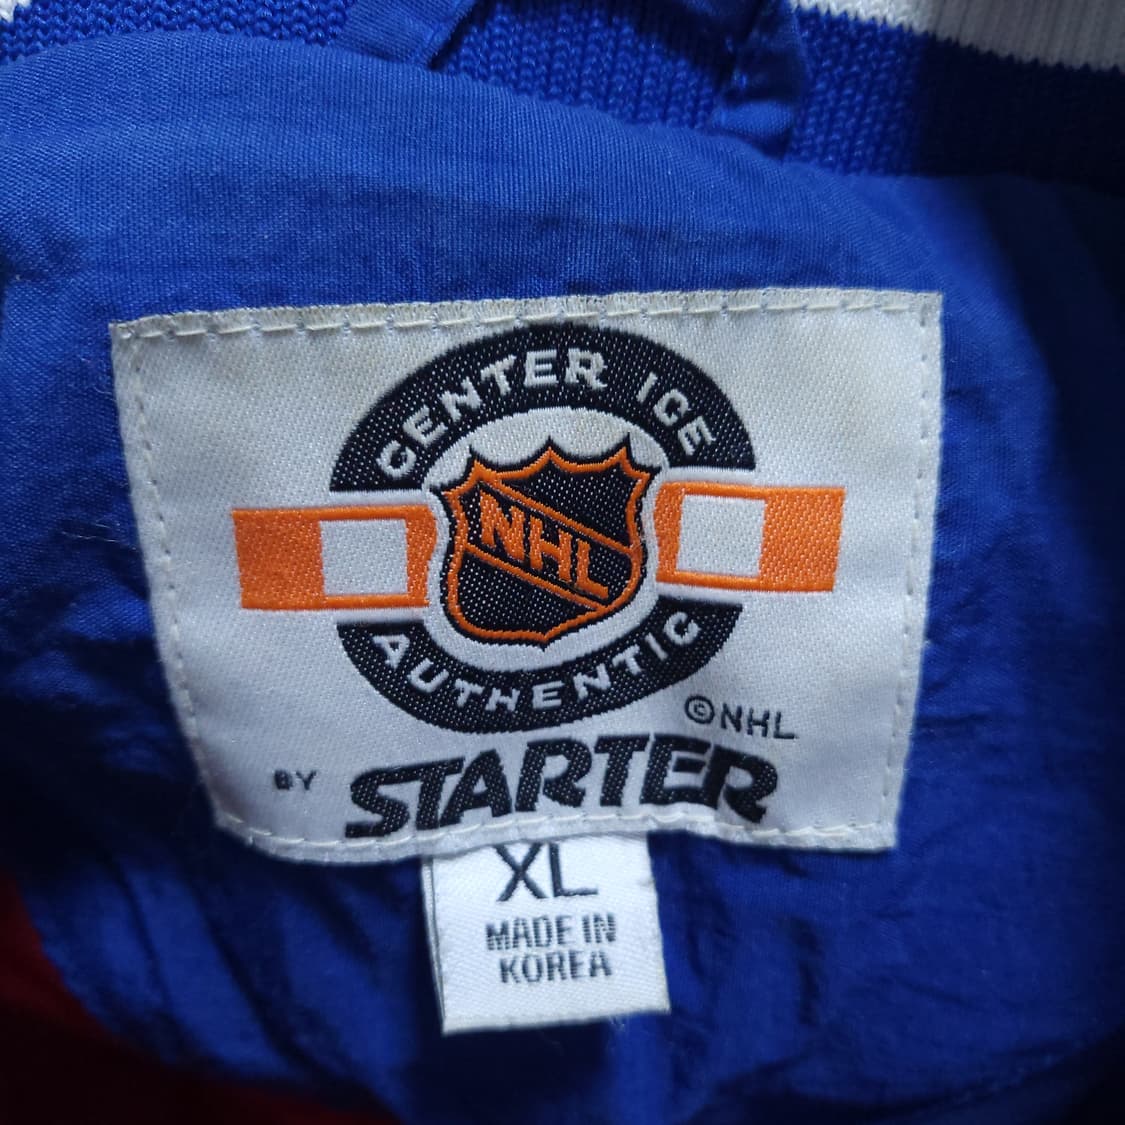 CENTER ICE
NHL
AUTHENTIC
©NHL
BY STARTER
XL
MADE IN
KOREA